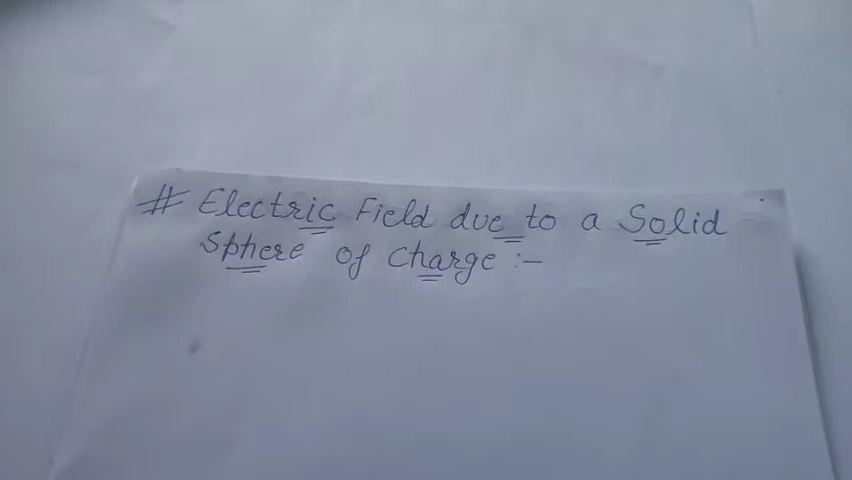 # Electric Field due to a Solid
Sphere of Charge :-